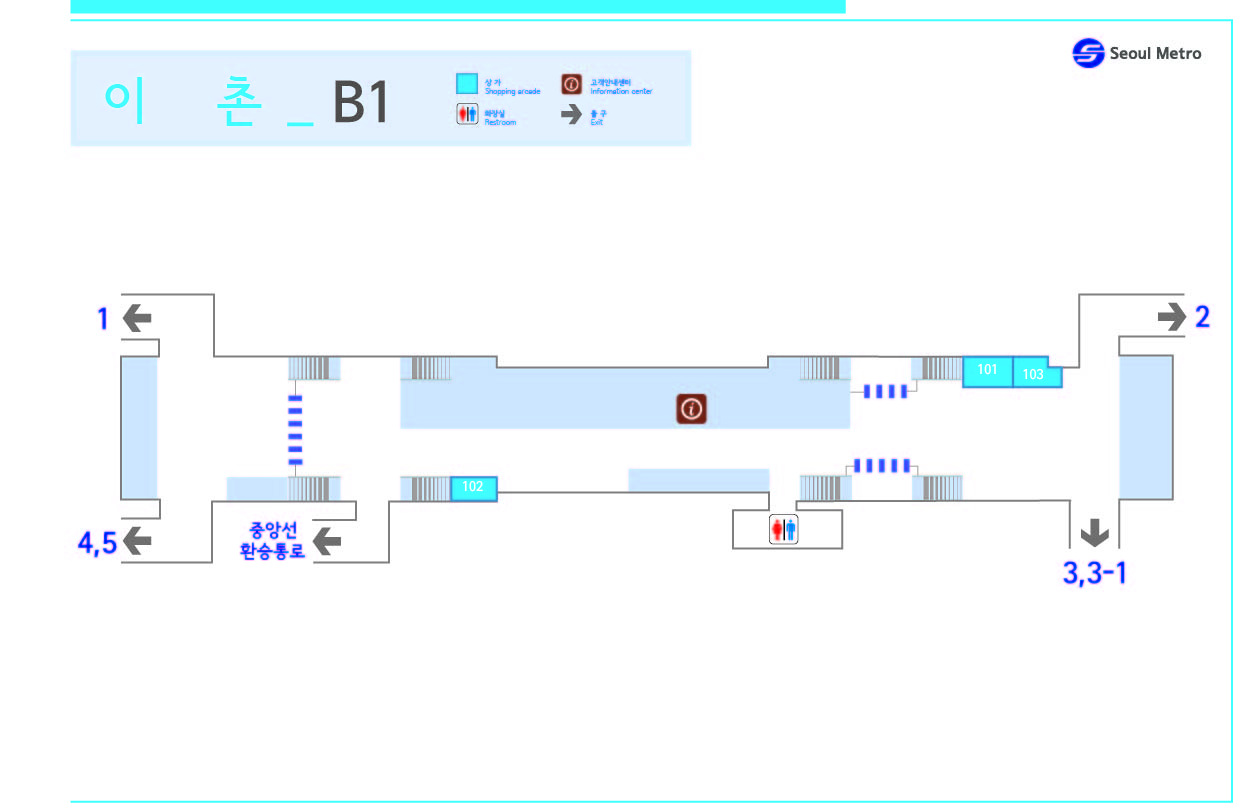 Seoul Metro
이 촌 _ B1
상 가
Shopping arcade
고객안내센터
Information center
화장실
Restroom
출 구
Exit
1
2
101
103
102
4,5
중앙선
환승통로
3,3-1